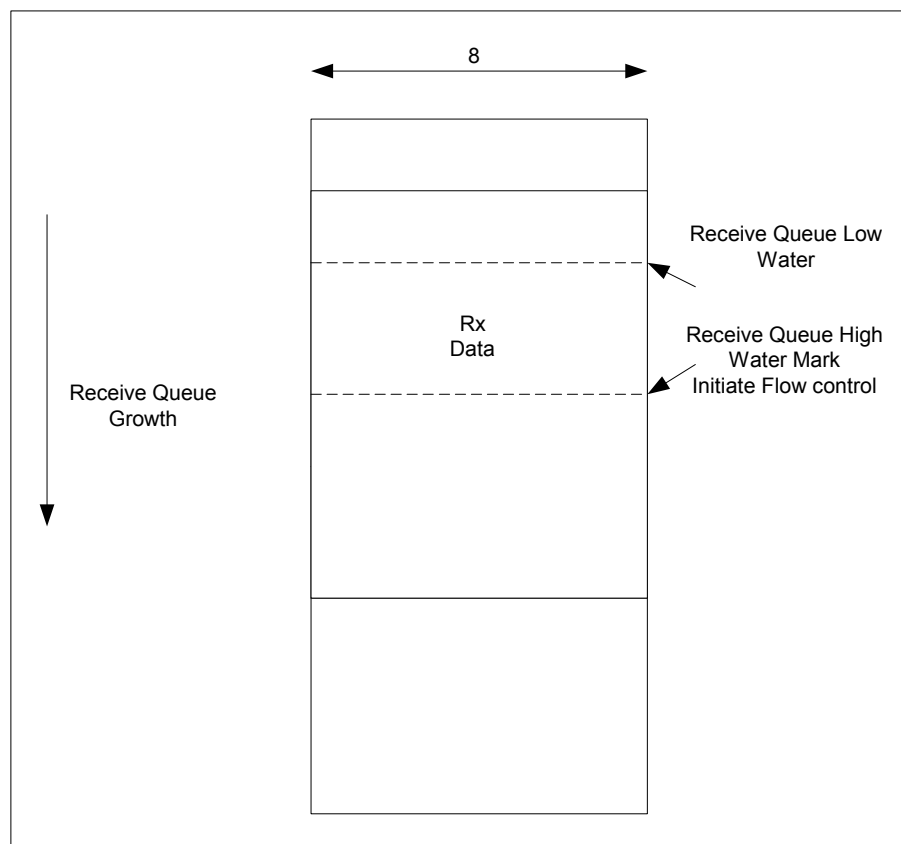 8
Receive Queue Low
Water
Rx
Data
Receive Queue High
Water Mark
Initiate Flow control
Receive Queue
Growth